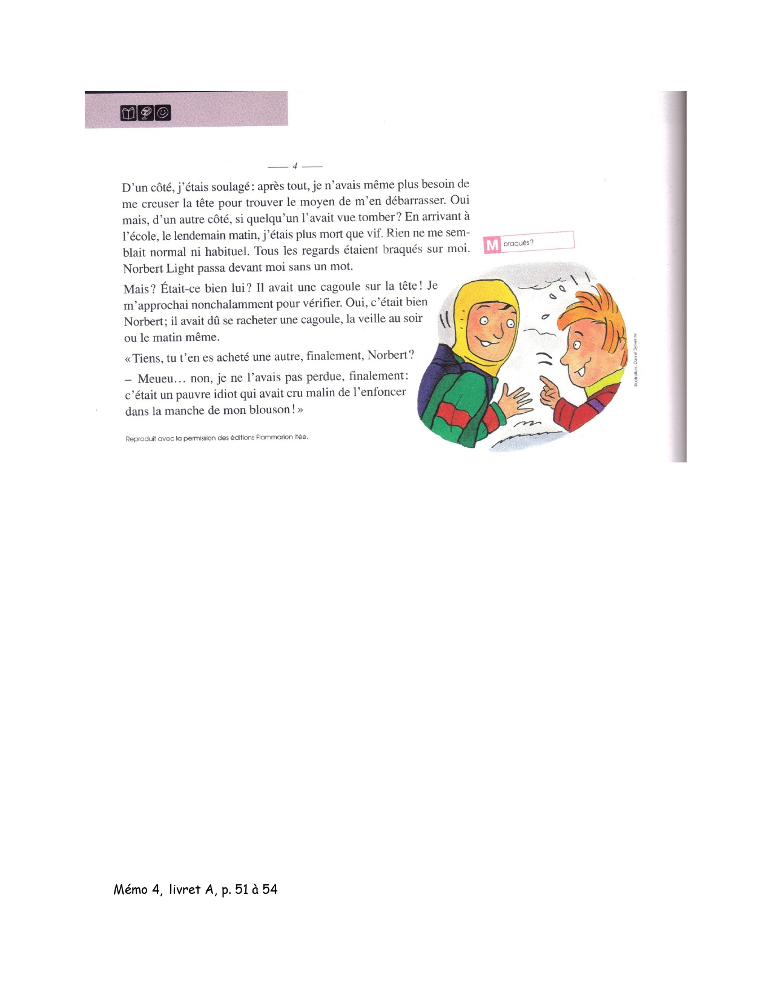 4
D'un côté, j'étais soulagé : après tout, je n'avais même plus besoin de
me creuser la tête pour trouver le moyen de m'en débarrasser. Oui
mais, d'un autre côté, si quelqu'un l'avait vue tomber ? En arrivant à
l'école, le lendemain matin, j'étais plus mort que vif. Rien ne me sem-
blait normal ni habituel. Tous les regards étaient braqués sur moi.
Norbert Light passa devant moi sans un mot.
M braqués ?
Mais ? Était-ce bien lui ? Il avait une cagoule sur la tête ! Je
m'approchai nonchalamment pour vérifier. Oui, c'était bien
Norbert ; il avait dû se racheter une cagoule, la veille au soir
ou le matin même.
« Tiens, tu t'en es acheté une autre, finalement, Norbert ?
– Meueu... non, je ne l'avais pas perdue, finalement :
c'était un pauvre idiot qui avait cru malin de l'enfoncer
dans la manche de mon blouson ! »
Illustration : Daniel Sylvestre
Reproduit avec la permission des éditions Flammarion ltée.
Mémo 4, livret A, p. 51 à 54